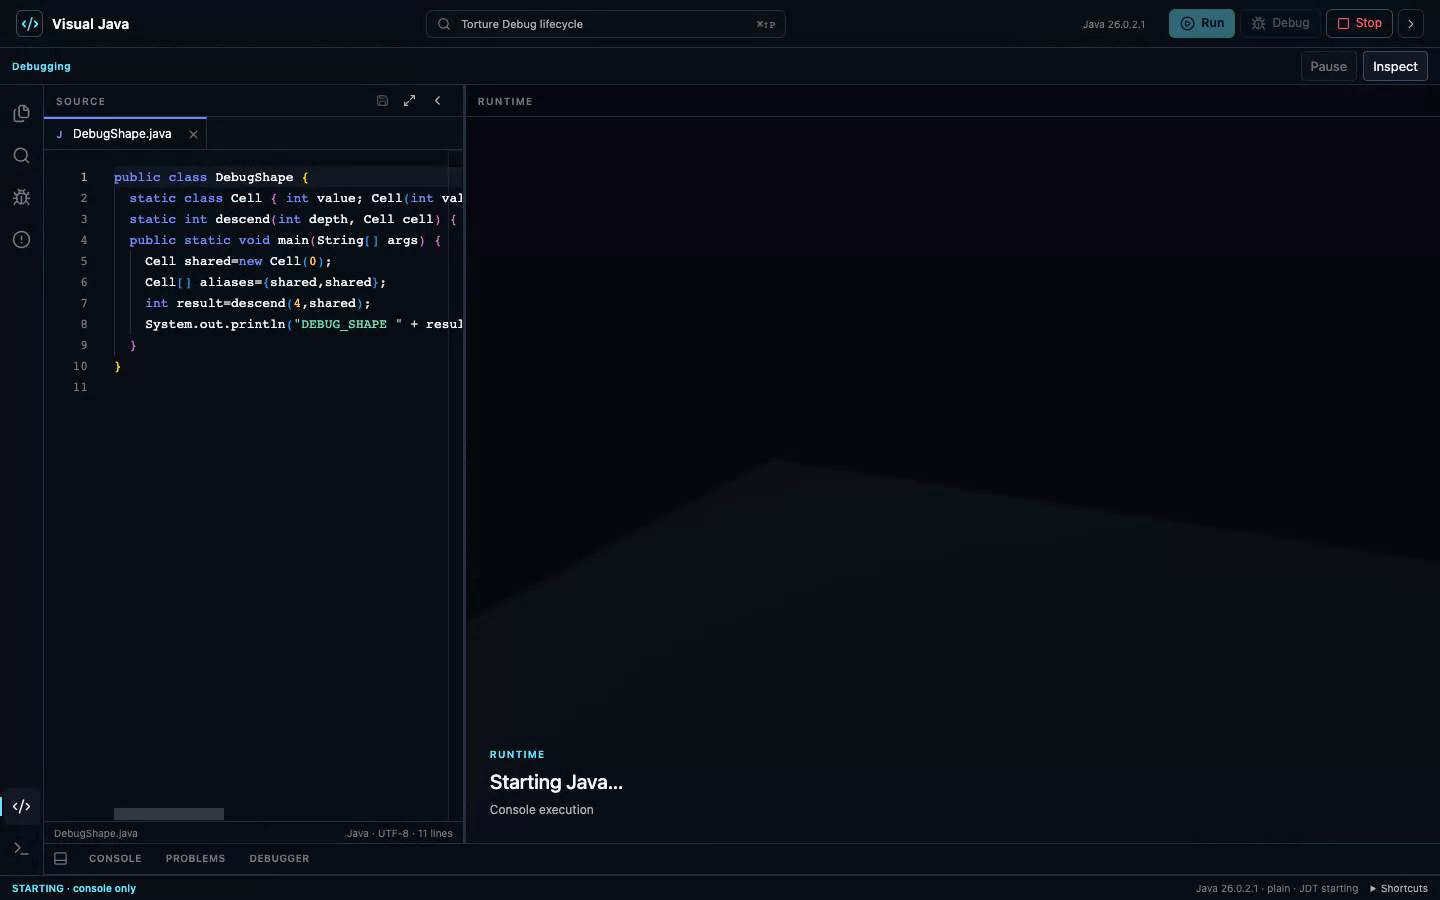 Visual Java
Torture Debug lifecycle
⌘⇧P
Java 26.0.2.1
Run
Debug
Stop
Debugging
Pause
Inspect
SOURCE
RUNTIME
J DebugShape.java
1 public class DebugShape {
2 static class Cell { int value; Cell(int val
3 static int descend(int depth, Cell cell) {
4 public static void main(String[] args) {
5 Cell shared=new Cell(0);
6 Cell[] aliases={shared,shared};
7 int result=descend(4,shared);
8 System.out.println("DEBUG_SHAPE " + resul
9 }
10 }
11
RUNTIME
Starting Java...
Console execution
DebugShape.java
Java · UTF-8 · 11 lines
CONSOLE
PROBLEMS
DEBUGGER
STARTING · console only
Java 26.0.2.1 · plain · JDT starting
Shortcuts